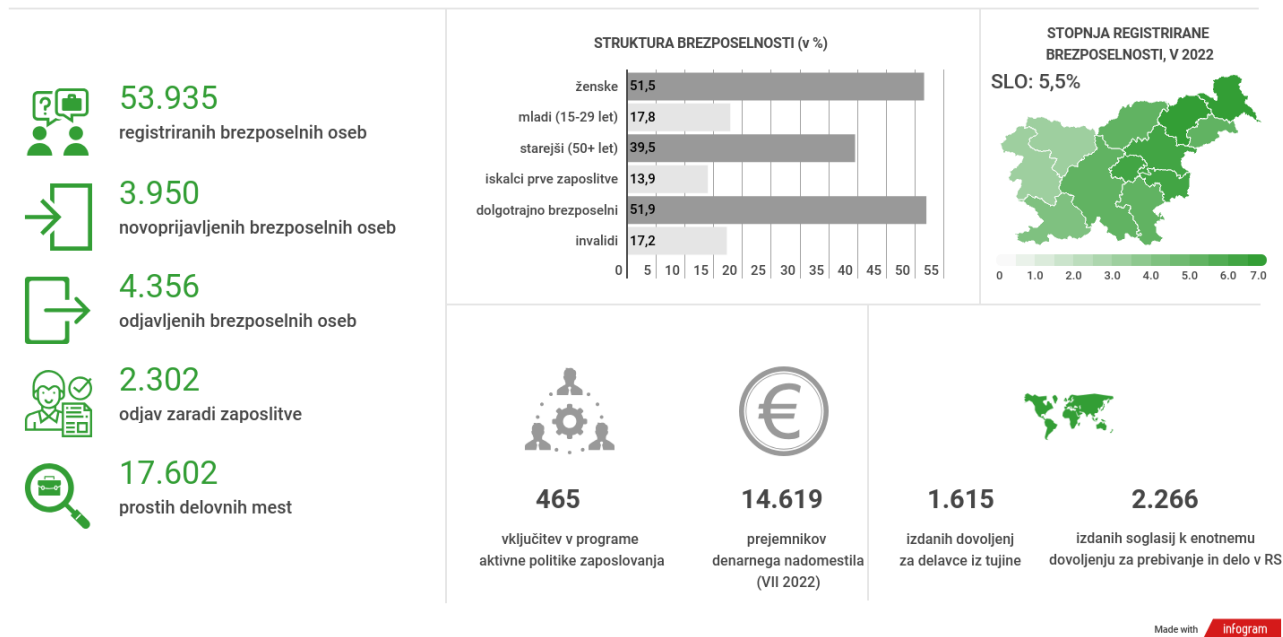 53.935
registriranih brezposelnih oseb
3.950
novoprijavljenih brezposelnih oseb
4.356
odjavljenih brezposelnih oseb
2.302
odjav zaradi zaposlitve
17.602
prostih delovnih mest
STRUKTURA BREZPOSELNOSTI (v %)
ženske 51,5
mladi (15-29 let) 17,8
starejši (50+ let) 39,5
iskalci prve zaposlitve 13,9
dolgotrajno brezposelni 51,9
invalidi 17,2
0 5 10 15 20 25 30 35 40 45 50 55
STOPNJA REGISTRIRANE
BREZPOSELNOSTI, V 2022
SLO: 5,5%
0 1.0 2.0 3.0 4.0 5.0 6.0 7.0
?
€
465
vključitev v programe
aktivne politike zaposlovanja
14.619
prejemnikov
denarnega nadomestila
(VII 2022)
1.615
izdanih dovoljenj
za delavce iz tujine
2.266
izdanih soglasij k enotnemu
dovoljenju za prebivanje in delo v RS
Made with infogram